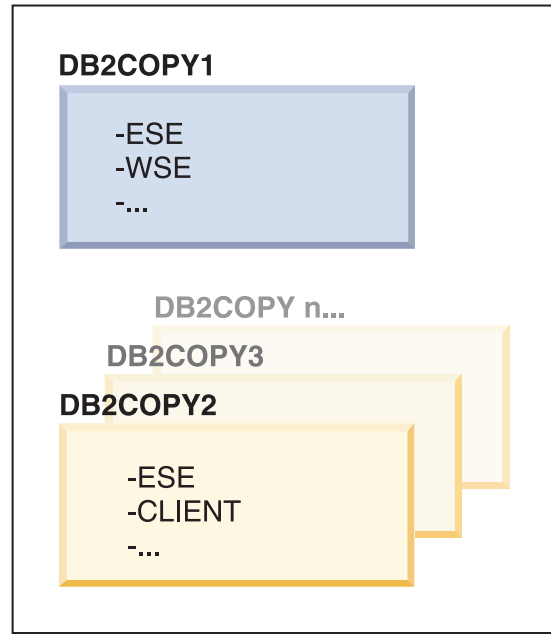 DB2COPY1
-ESE
-WSE
-...
DB2COPY n...
DB2COPY3
DB2COPY2
-ESE
-CLIENT
-...